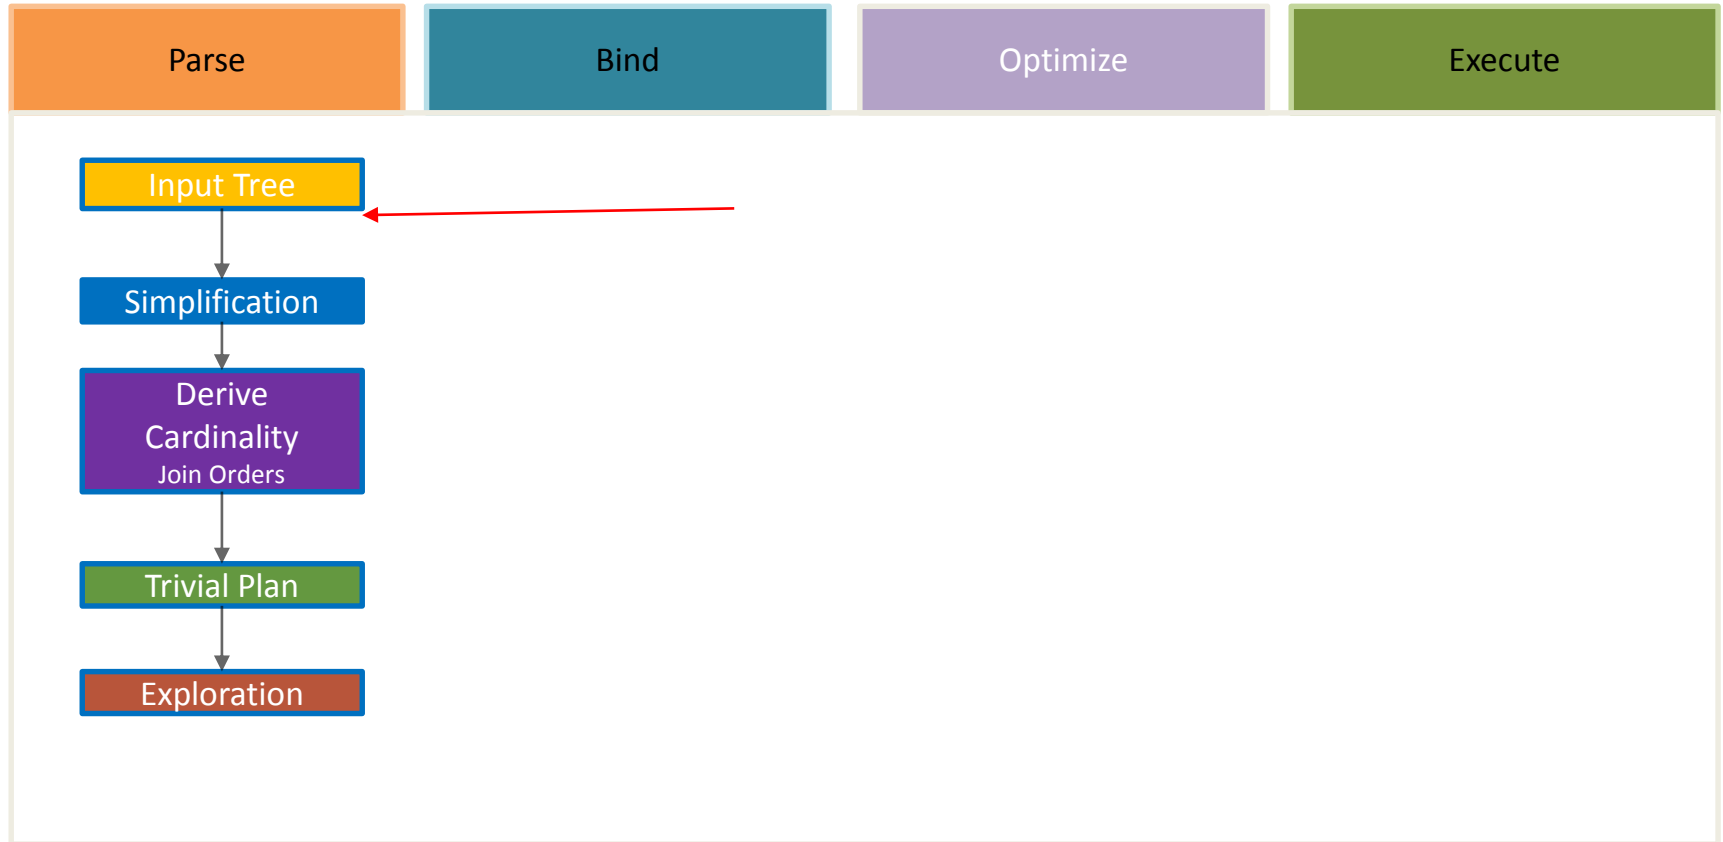 Parse
Bind
Optimize
Execute
Input Tree
Simplification
Derive
Cardinality
Join Orders
Trivial Plan
Exploration